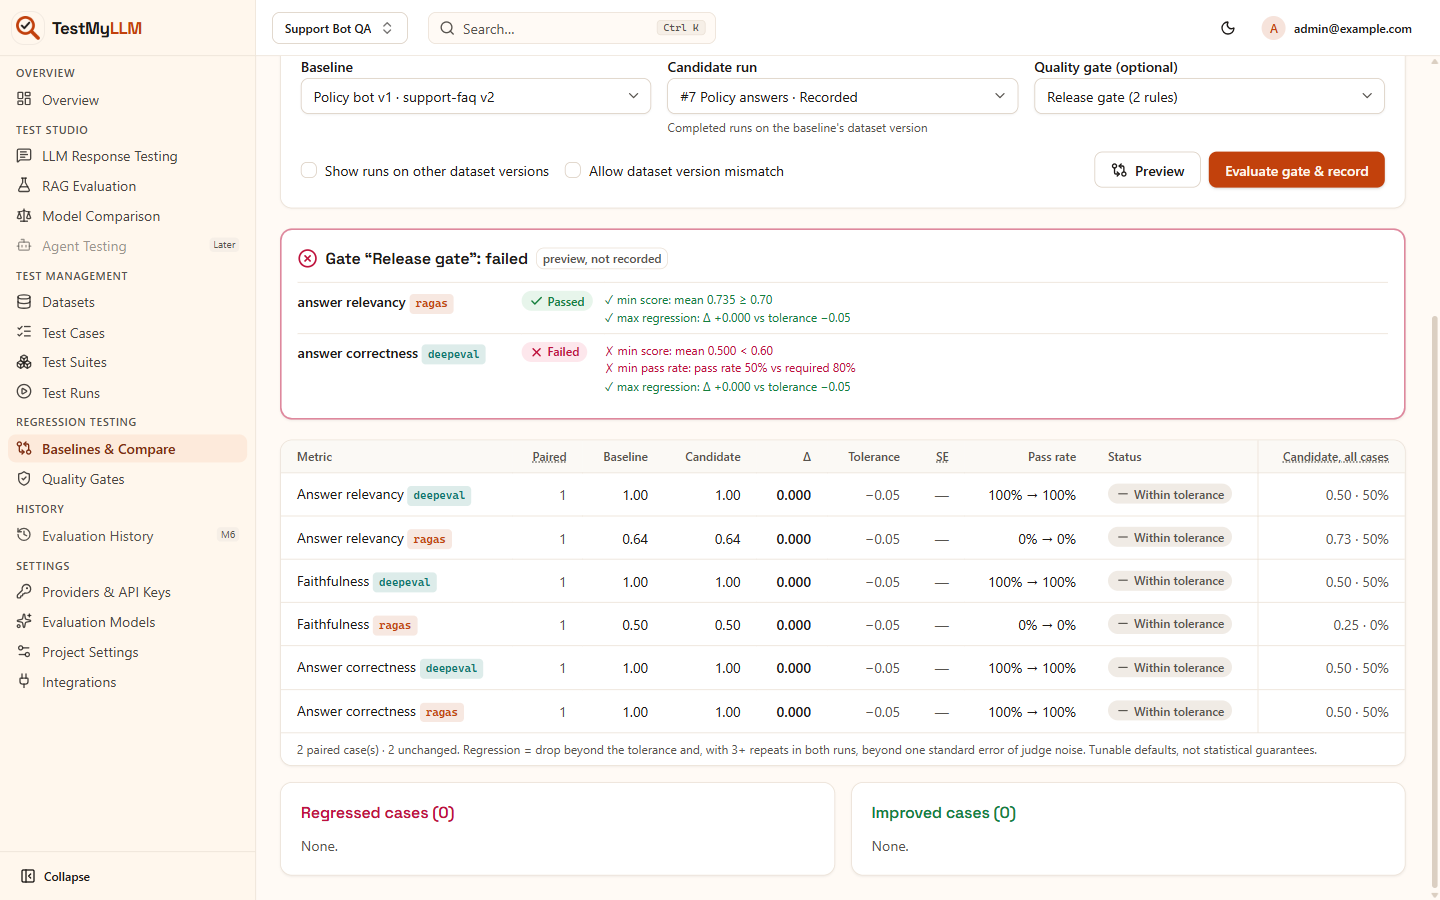 TestMyLLM
Support Bot QA
Search...
Ctrl K
A
admin@example.com
OVERVIEW
Overview
TEST STUDIO
LLM Response Testing
RAG Evaluation
Model Comparison
Agent Testing
Later
TEST MANAGEMENT
Datasets
Test Cases
Test Suites
Test Runs
REGRESSION TESTING
Baselines & Compare
Quality Gates
HISTORY
Evaluation History
M6
SETTINGS
Providers & API Keys
Evaluation Models
Project Settings
Integrations
Collapse
Baseline
Candidate run
Quality gate (optional)
Policy bot v1 · support-faq v2
#7 Policy answers · Recorded
Release gate (2 rules)
Completed runs on the baseline's dataset version
Show runs on other dataset versions
Allow dataset version mismatch
Preview
Evaluate gate & record
Gate “Release gate”: failed
preview, not recorded
answer relevancy ragas
Passed
✓ min score: mean 0.735 ≥ 0.70
✓ max regression: Δ +0.000 vs tolerance −0.05
answer correctness deepeval
Failed
✗ min score: mean 0.500 < 0.60
✗ min pass rate: pass rate 50% vs required 80%
✓ max regression: Δ +0.000 vs tolerance −0.05
Metric Paired Baseline Candidate Δ Tolerance SE Pass rate Status Candidate, all cases
Answer relevancy deepeval 1 1.00 1.00 0.000 −0.05 — 100% → 100% — Within tolerance 0.50 · 50%
Answer relevancy ragas 1 0.64 0.64 0.000 −0.05 — 0% → 0% — Within tolerance 0.73 · 50%
Faithfulness deepeval 1 1.00 1.00 0.000 −0.05 — 100% → 100% — Within tolerance 0.50 · 50%
Faithfulness ragas 1 0.50 0.50 0.000 −0.05 — 0% → 0% — Within tolerance 0.25 · 0%
Answer correctness deepeval 1 1.00 1.00 0.000 −0.05 — 100% → 100% — Within tolerance 0.50 · 50%
Answer correctness ragas 1 1.00 1.00 0.000 −0.05 — 100% → 100% — Within tolerance 0.50 · 50%
2 paired case(s) · 2 unchanged. Regression = drop beyond the tolerance and, with 3+ repeats in both runs, beyond one standard error of judge noise. Tunable defaults, not statistical guarantees.
Regressed cases (0)
None.
Improved cases (0)
None.